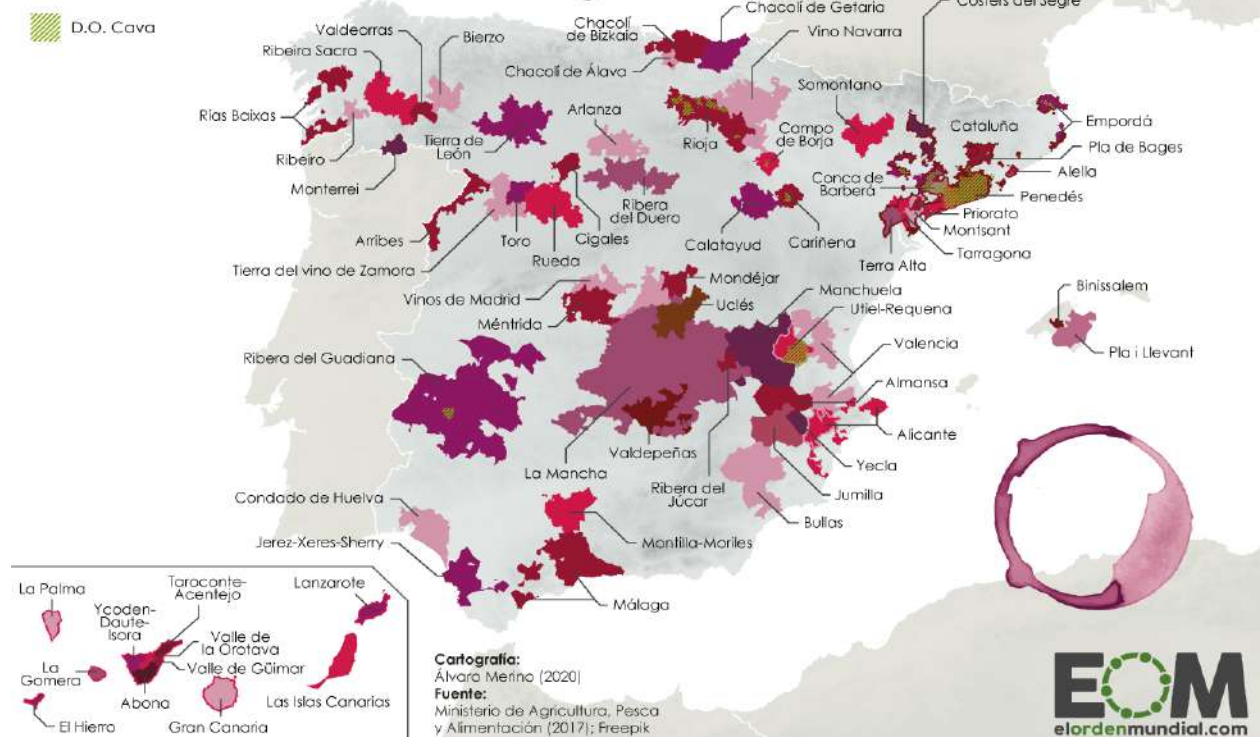 D.O. Cava
Chacolí de Getaria
Costers del Segre
Chacolí
de Bizkaia
Vino Navarra
Valdeorras
Bierzo
Ribeira Sacra
Chacolí de Álava
Somontano
Arlanza
Rías Baixas
Cataluña
Empordá
Tierra de
León
Rioja
Campo
de Borja
Pla de Bages
Ribeiro
Alella
Monterrei
Conca de
Barberá
Penedés
Ribera
del Duero
Priorato
Montsant
Arribes
Toro
Cigales
Calatayud
Cariñena
Tarragona
Rueda
Terra Alta
Tierra del vino de Zamora
Mondéjar
Binissalem
Vinos de Madrid
Manchuela
Uclés
Utiel-Requena
Méntrida
Valencia
Pla i Llevant
Ribera del Guadiana
Almansa
Alicante
Valdepeñas
Yecla
La Mancha
Ribera del
Júcar
Jumilla
Condado de Huelva
Bullas
Jerez-Xeres-Sherry
Montilla-Moriles
Málaga
La Palma
Taroconte-
Acentejo
Lanzarote
Ycoden-
Daute-
Isora
Valle de
la Orotava
La
Gomera
Valle de Güimar
Abona
Las Islas Canarias
El Hierro
Gran Canaria
Cartografía:
Álvaro Merino (2020)
Fuente:
Ministerio de Agricultura, Pesca
y Alimentación (2017); Freepik
EOM
elordenmundial.com